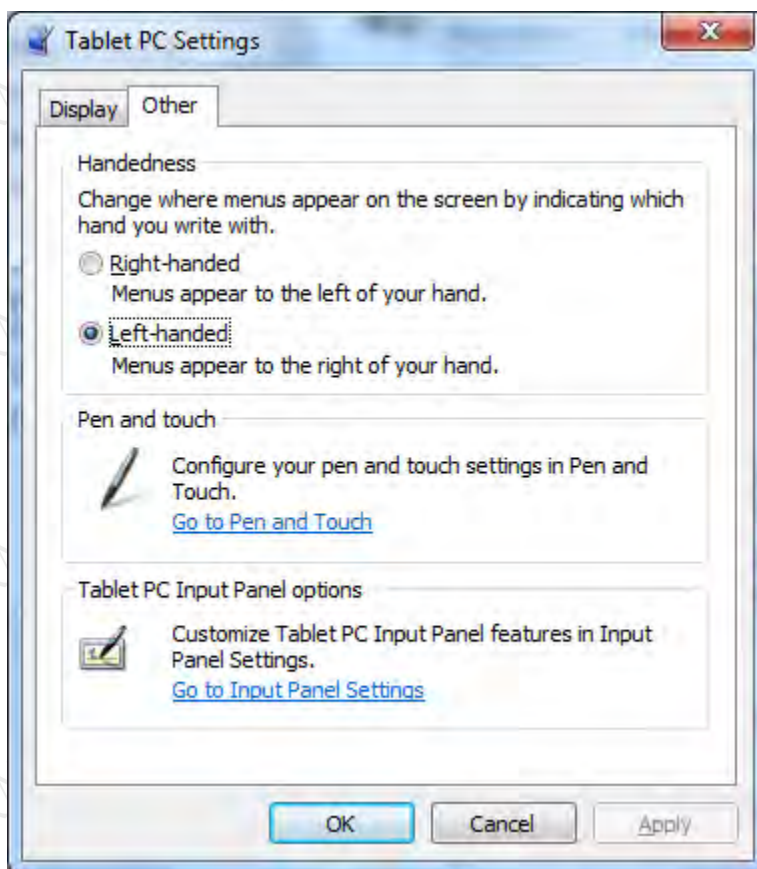 Tablet PC Settings
Display
Other
Handedness
Change where menus appear on the screen by indicating which
hand you write with.
Right-handed
Menus appear to the left of your hand.
Left-handed
Menus appear to the right of your hand.
Pen and touch
Configure your pen and touch settings in Pen and
Touch.
Go to Pen and Touch
Tablet PC Input Panel options
Customize Tablet PC Input Panel features in Input
Panel Settings.
Go to Input Panel Settings
OK
Cancel
Apply